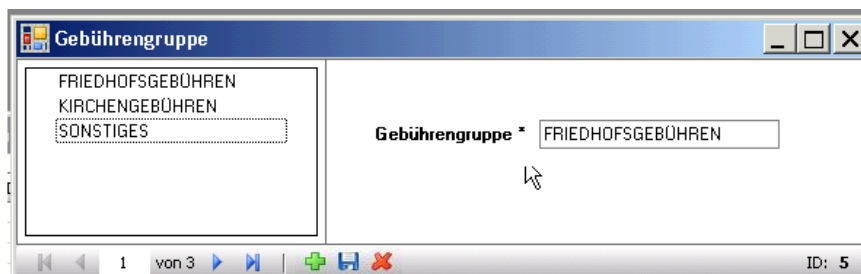 Gebührengruppe
FRIEDHOFSGEBÜHREN
KIRCHENGEBÜHREN
SONSTIGES
Gebührengruppe * FRIEDHOFSGEBÜHREN
1 von 3 ID: 5